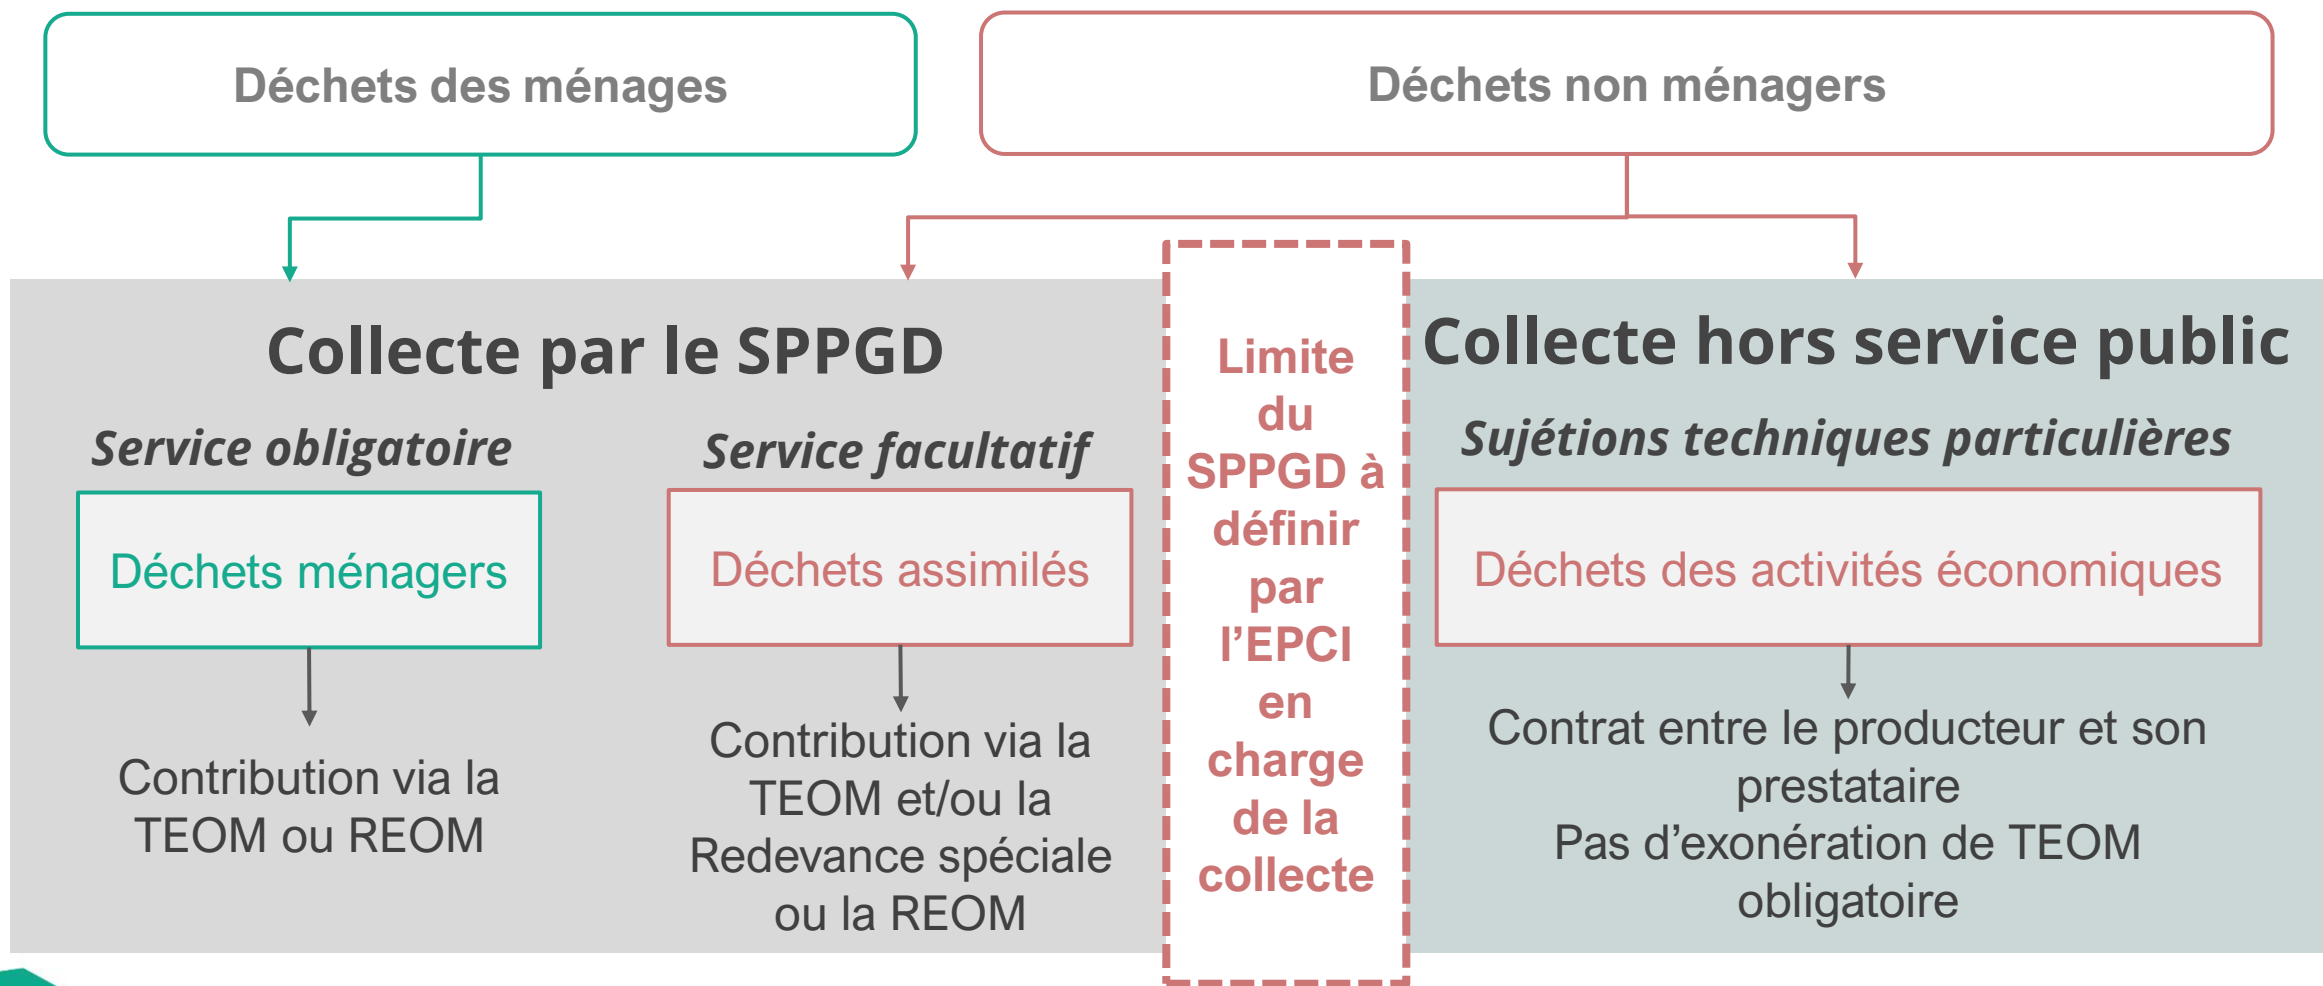 Déchets des ménages
Déchets non ménagers
Collecte par le SPPGD
Service obligatoire
Déchets ménagers
Contribution via la
TEOM ou REOM
Service facultatif
Déchets assimilés
Contribution via la
TEOM et/ou la
Redevance spéciale
ou la REOM
Limite
du
SPPGD à
définir
par
l’EPCI
en
charge
de la
collecte
Collecte hors service public
Sujétions techniques particulières
Déchets des activités économiques
Contrat entre le producteur et son
prestataire
Pas d’exonération de TEOM
obligatoire